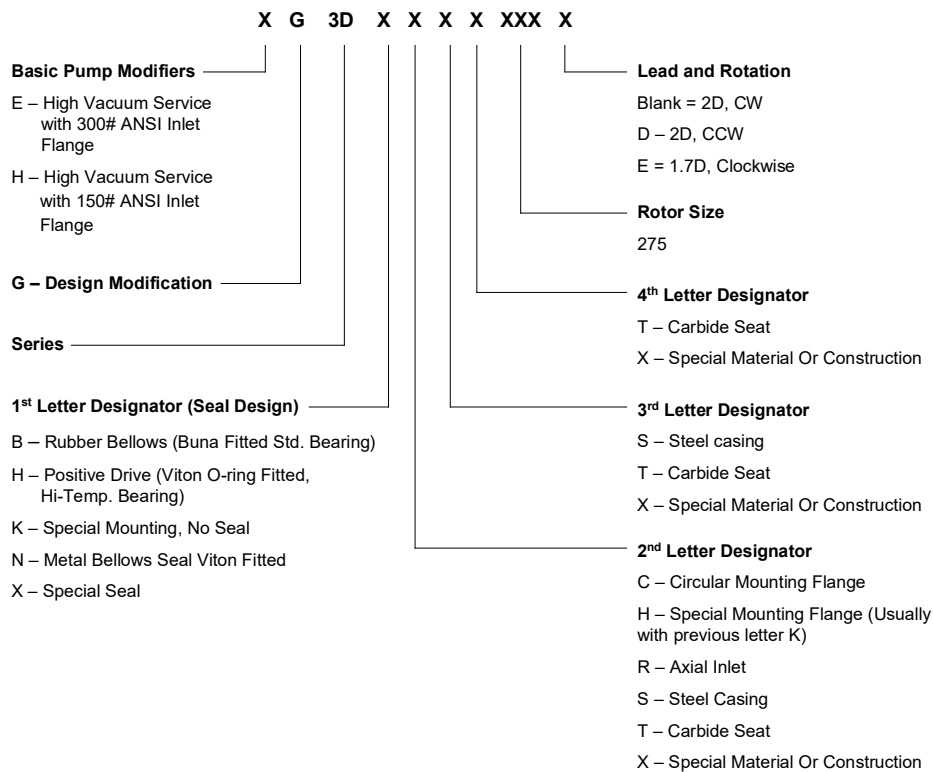 X G 3D X X X X XXX X
Basic Pump Modifiers
E – High Vacuum Service
with 300# ANSI Inlet
Flange
H – High Vacuum Service
with 150# ANSI Inlet
Flange
G – Design Modification
Series
1st Letter Designator (Seal Design)
B – Rubber Bellows (Buna Fitted Std. Bearing)
H – Positive Drive (Viton O-ring Fitted,
Hi-Temp. Bearing)
K – Special Mounting, No Seal
N – Metal Bellows Seal Viton Fitted
X – Special Seal
Lead and Rotation
Blank = 2D, CW
D – 2D, CCW
E = 1.7D, Clockwise
Rotor Size
275
4th Letter Designator
T – Carbide Seat
X – Special Material Or Construction
3rd Letter Designator
S – Steel casing
T – Carbide Seat
X – Special Material Or Construction
2nd Letter Designator
C – Circular Mounting Flange
H – Special Mounting Flange (Usually
with previous letter K)
R – Axial Inlet
S – Steel Casing
T – Carbide Seat
X – Special Material Or Construction